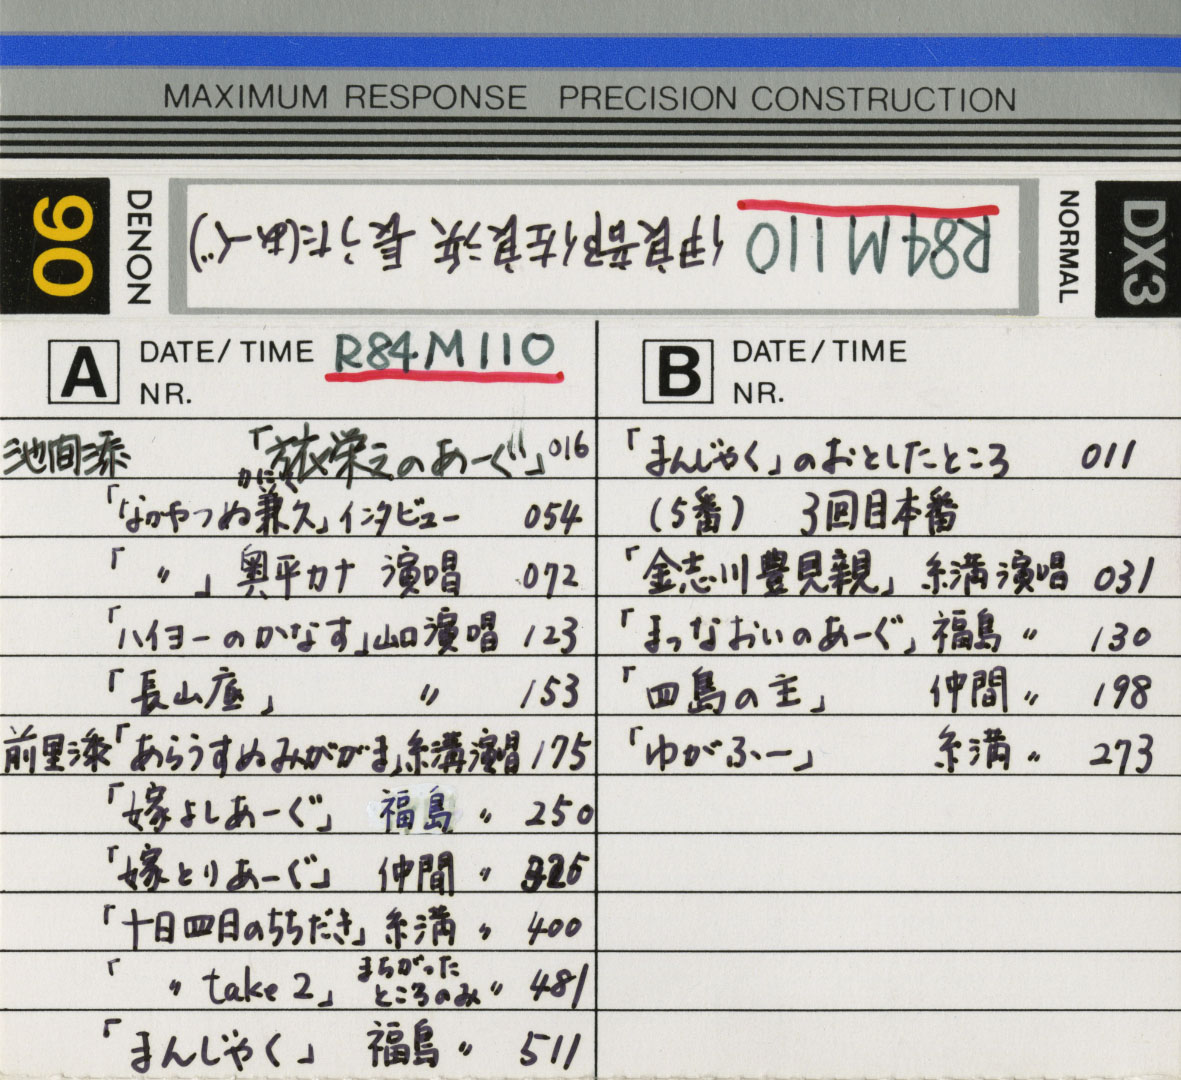 MAXIMUM RESPONSE PRECISION CONSTRUCTION
90
DENON
R84M110 伊良部佐良浜 長うた(あーぐ)
NORMAL
DX3
A DATE/TIME R84M110
NR.
池間添 「旅栄えのあーぐ」016
かにく
「「なかやつぬ兼久」インタビュー 054
「 〃 」奥平カナ 演唱 072
「ハイヨーのかなす」山口演唱 123
「長山底」 〃 153
前里添「あらうすぬみががま」糸満演唱 175
「嫁よしあーぐ」 福島 〃 250
「嫁とりあーぐ」 仲間 〃 325
「十日四日のちちだき」糸満 〃 400
「 〃 take 2」 まちがった ところのみ 〃 481
「まんじゃく」 福島 〃 511
B DATE/TIME
NR.
「まんじゃく」のおとしたところ 011
(5番) 3回目本番
「金志川豊見親」糸満演唱 031
「まっなおいのあーぐ」福島 〃 130
「四島の主」 仲間 〃 198
「ゆがふー」 糸満 〃 273